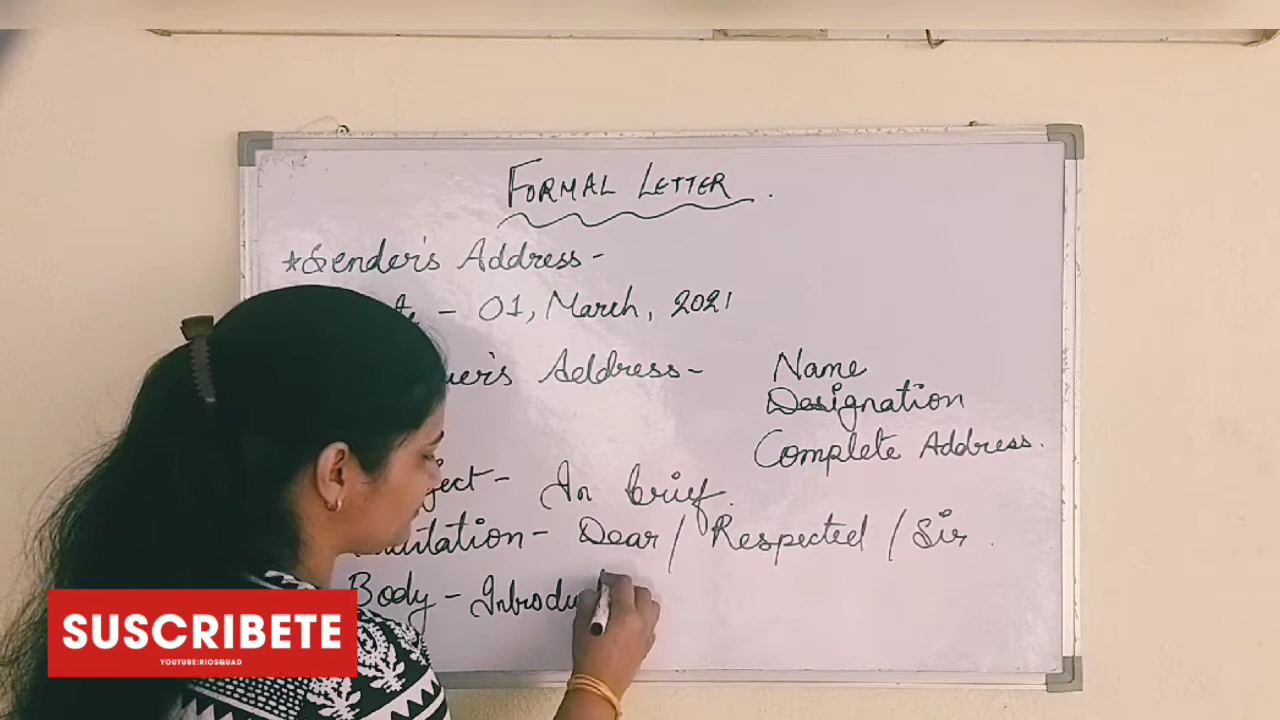 FORMAL LETTER.
*Sender's Address -
- 01, March, 2021
Address -
Name
Designation
Complete Address.
- In brief.
- Dear / Respected / Sir.
Body -
SUSCRIBETE
YOUTUBE:RIOSQUAD